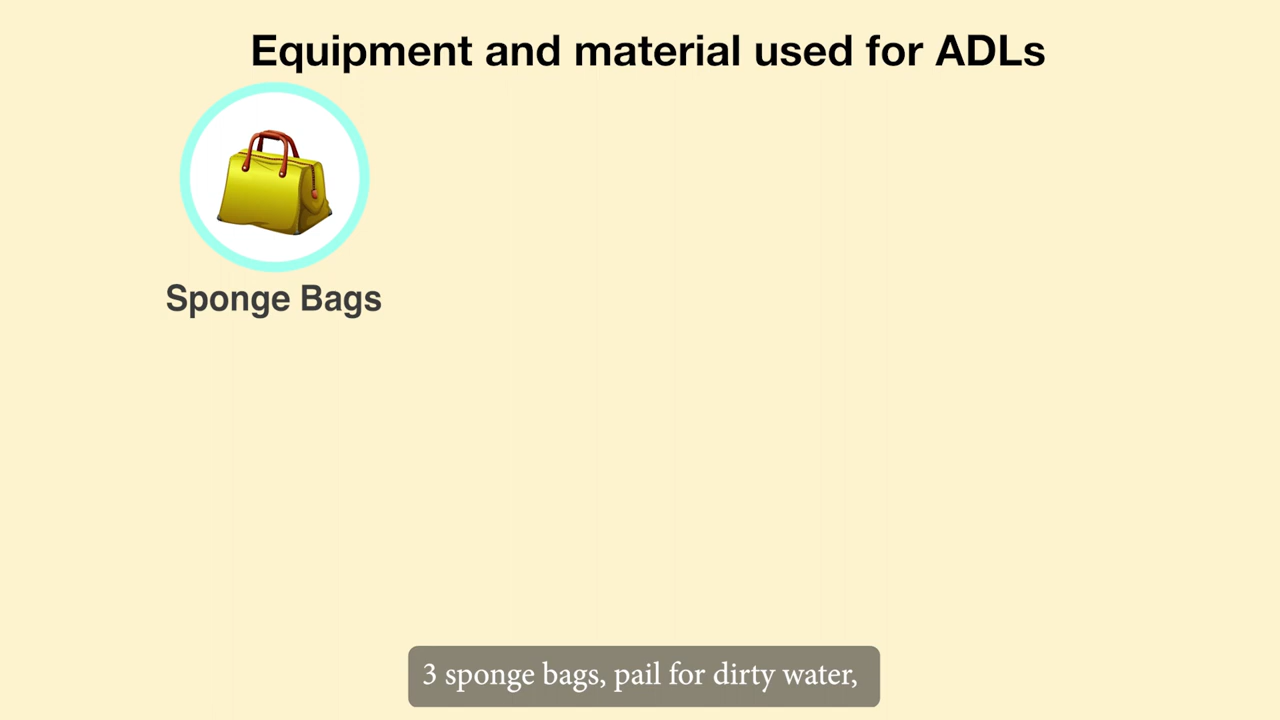 Equipment and material used for ADLs
Sponge Bags
3 sponge bags, pail for dirty water,